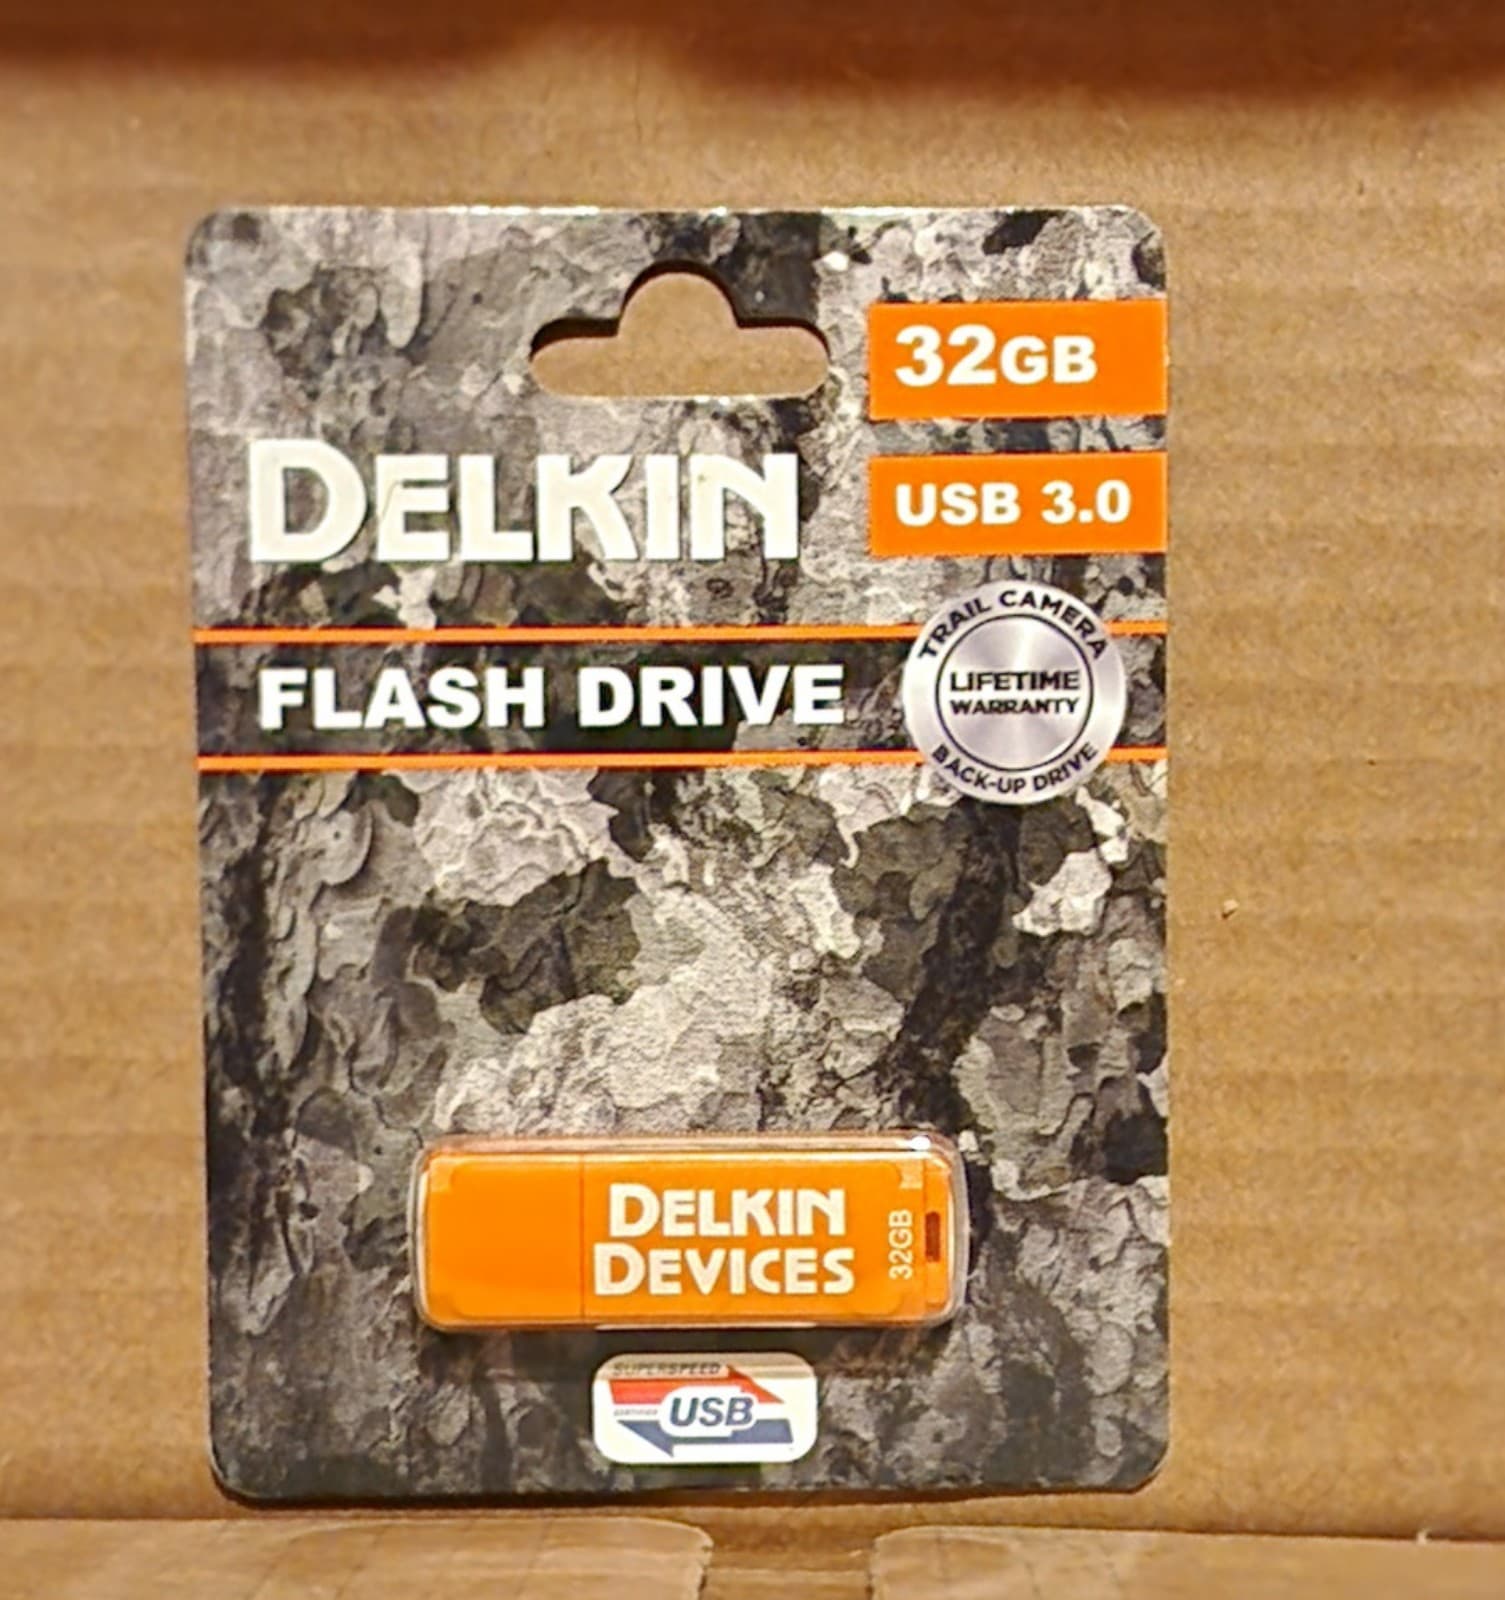 32GB
DELKIN
USB 3.0
TRAIL CAMERA
LIFETIME
WARRANTY
BACK-UP DRIVE
FLASH DRIVE
DELKIN
DEVICES
32GB
SUPERSPEED
CERTIFIED
USB